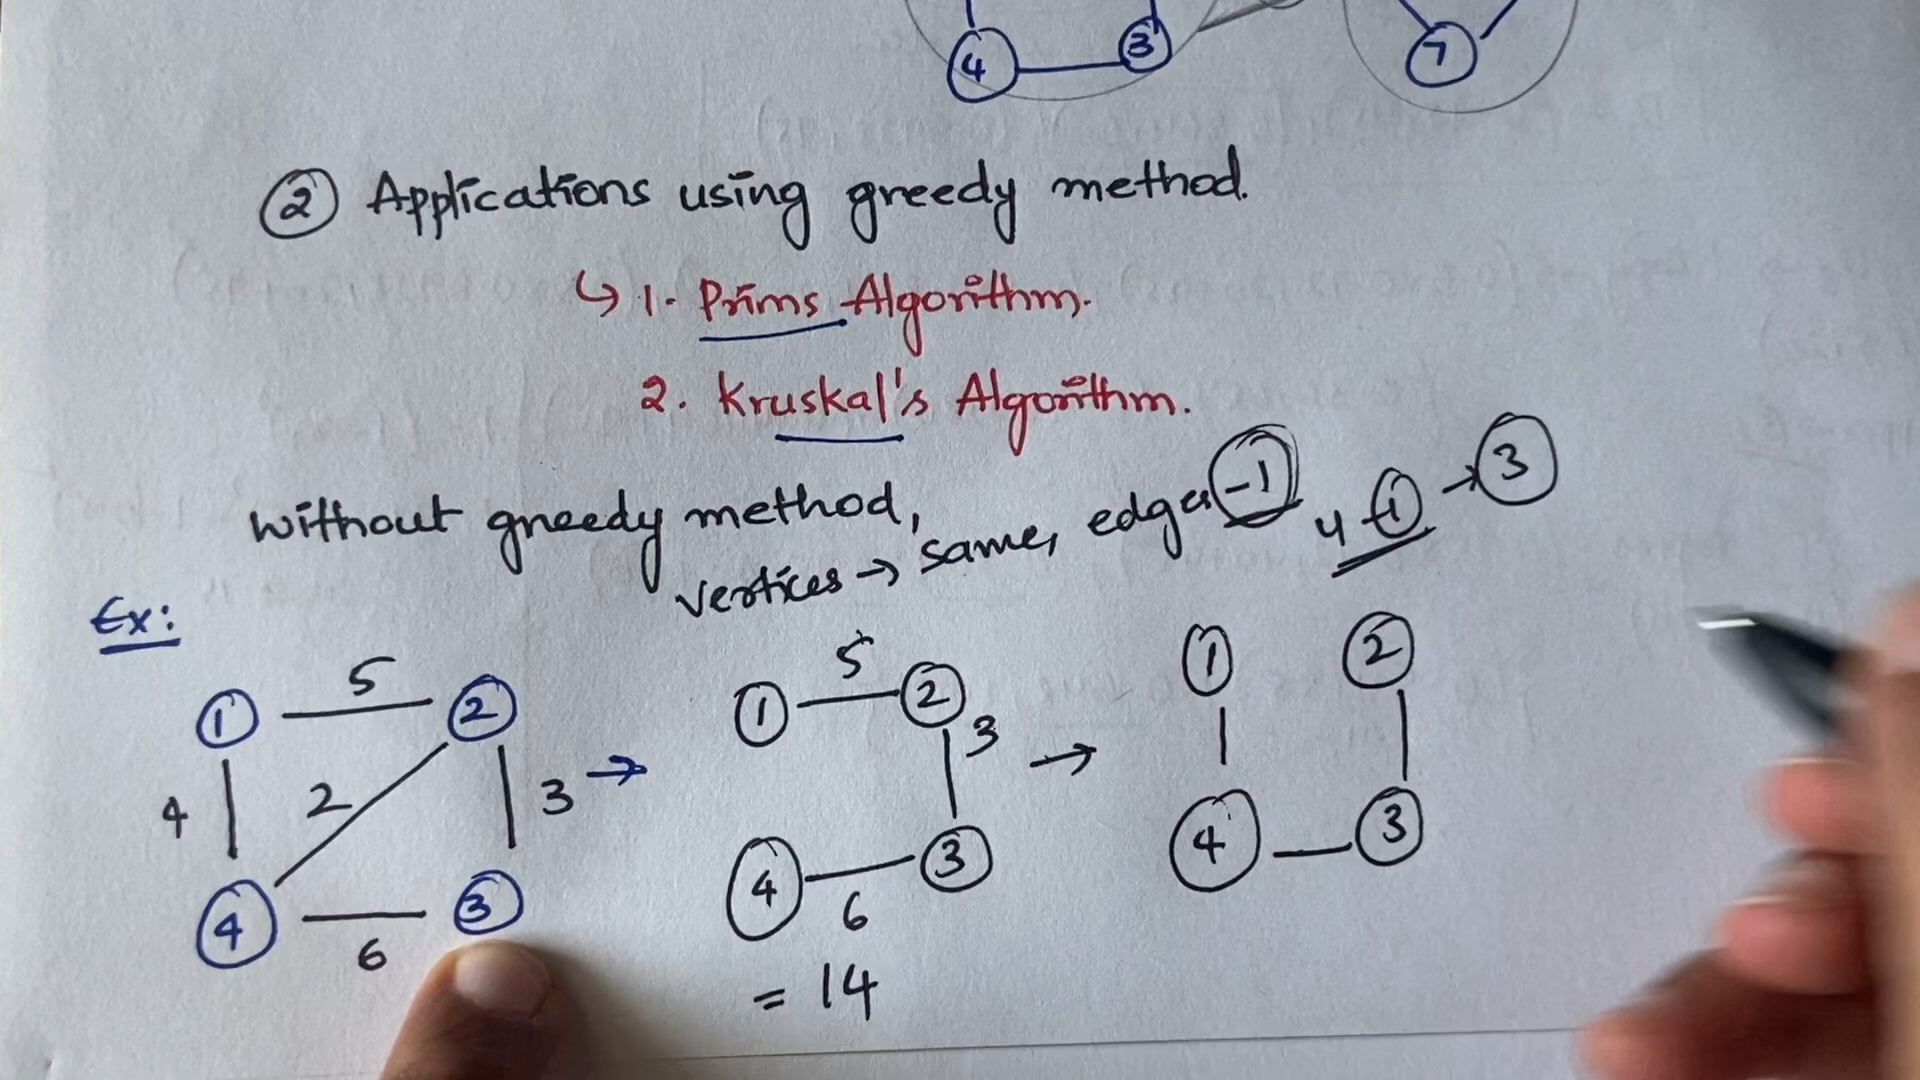 4 3 7
② Applications using greedy method.
↳ 1. Prims Algorithm.
2. Kruskal's Algorithm.
without greedy method,
vertices → same, edges -1 4 -1 → 3
Ex:
1 5 2 4 2 3 4 6 3 →
1 5 2 3 4 6 3 →
1 2 4 3
= 14